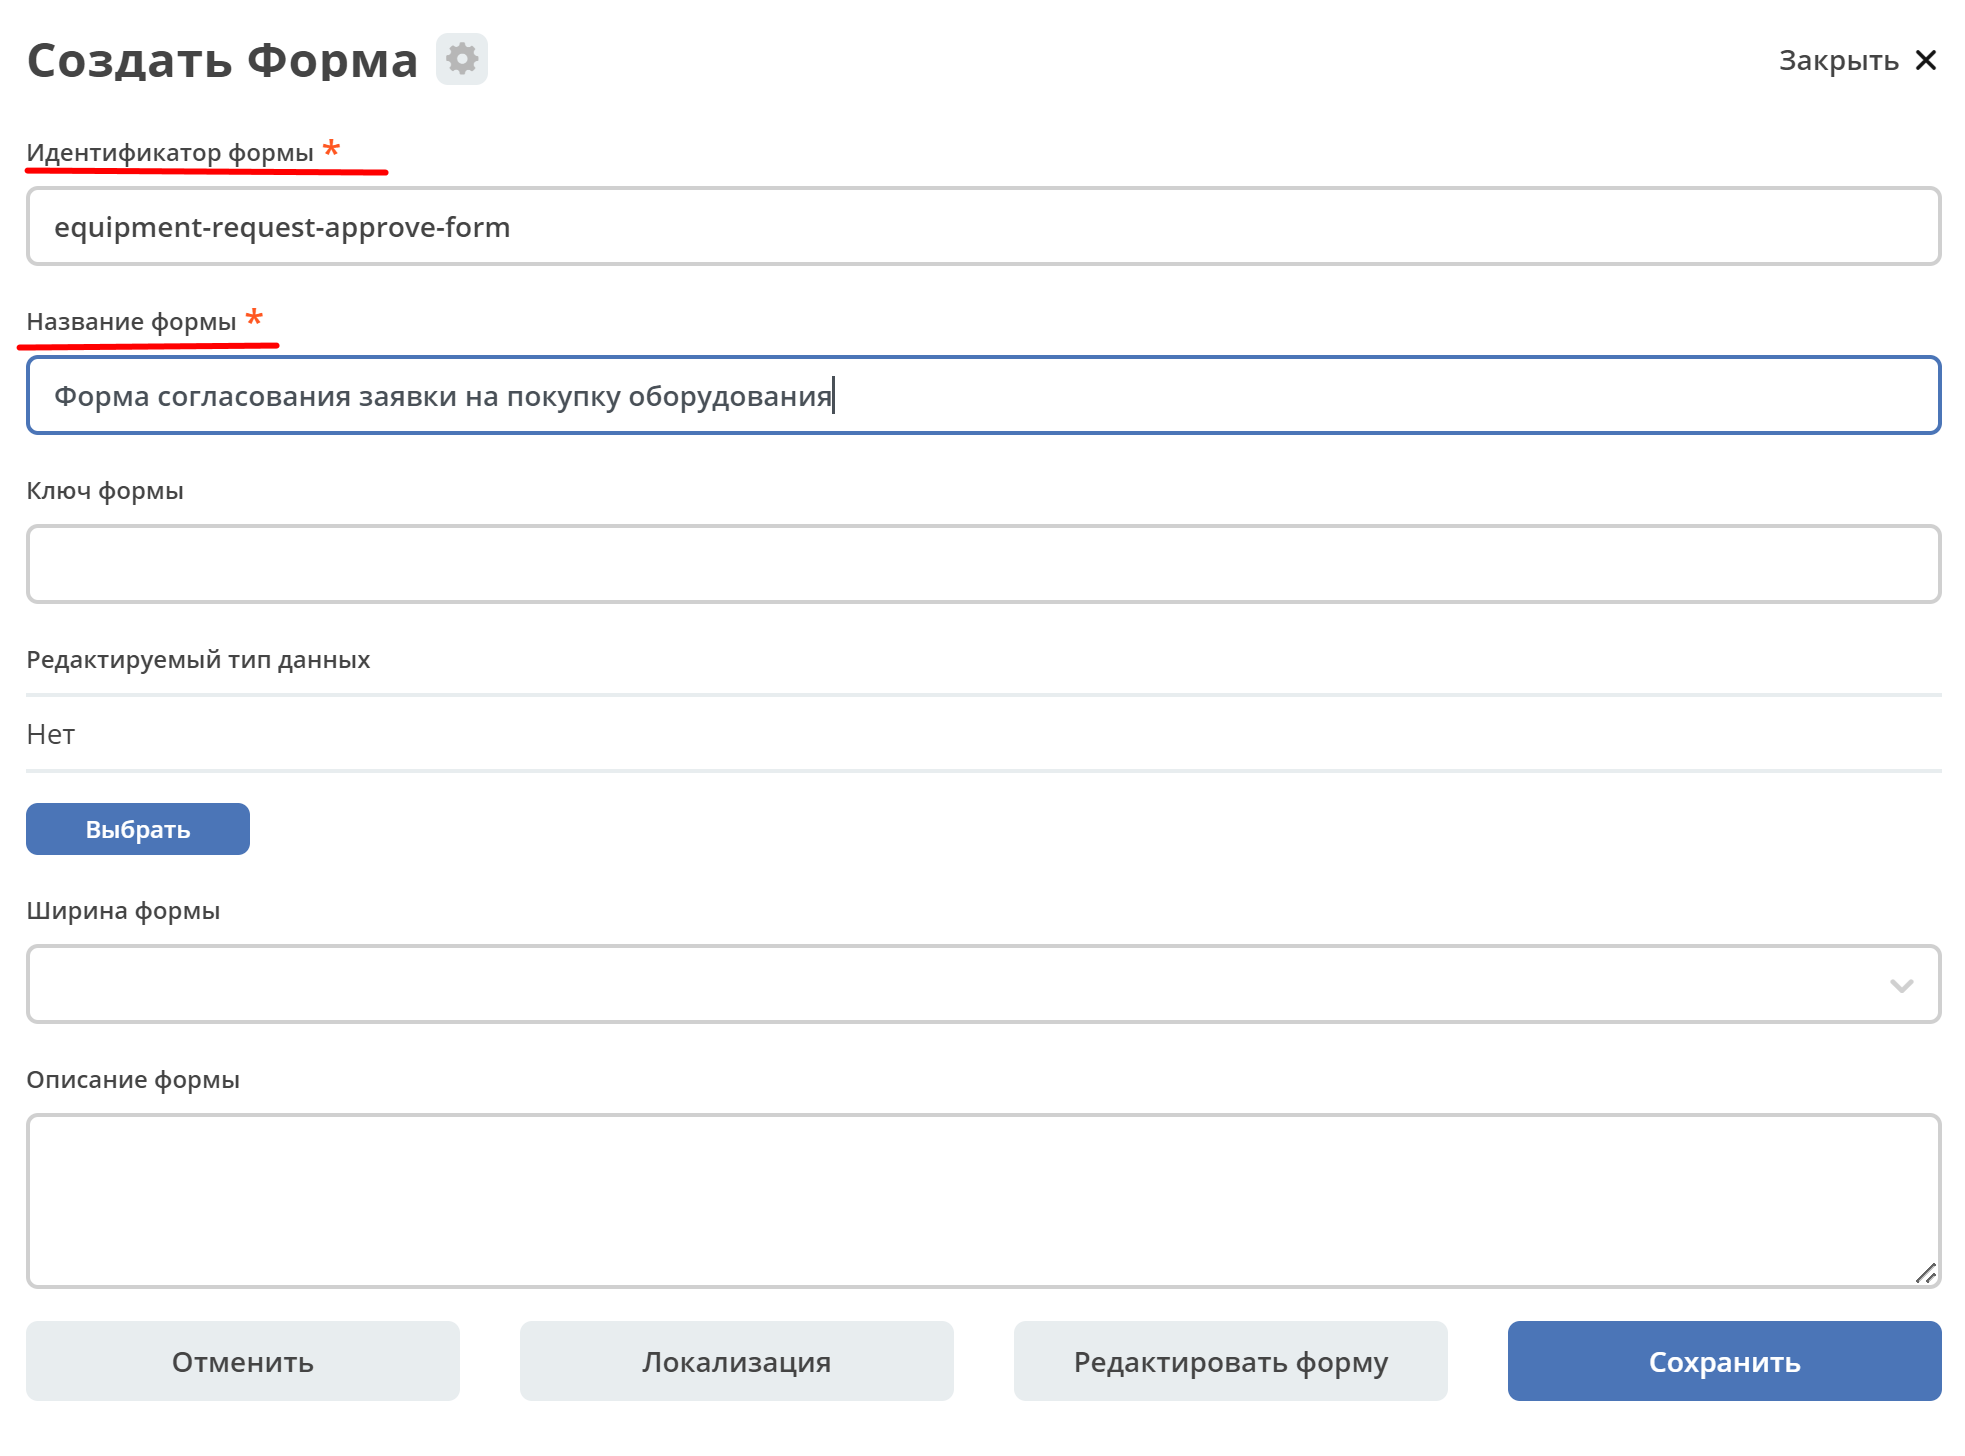 Создать Форма
Закрыть
Идентификатор формы *
equipment-request-approve-form
Название формы *
Форма согласования заявки на покупку оборудования
Ключ формы
Редактируемый тип данных
Нет
Выбрать
Ширина формы
Описание формы
Отменить
Локализация
Редактировать форму
Сохранить